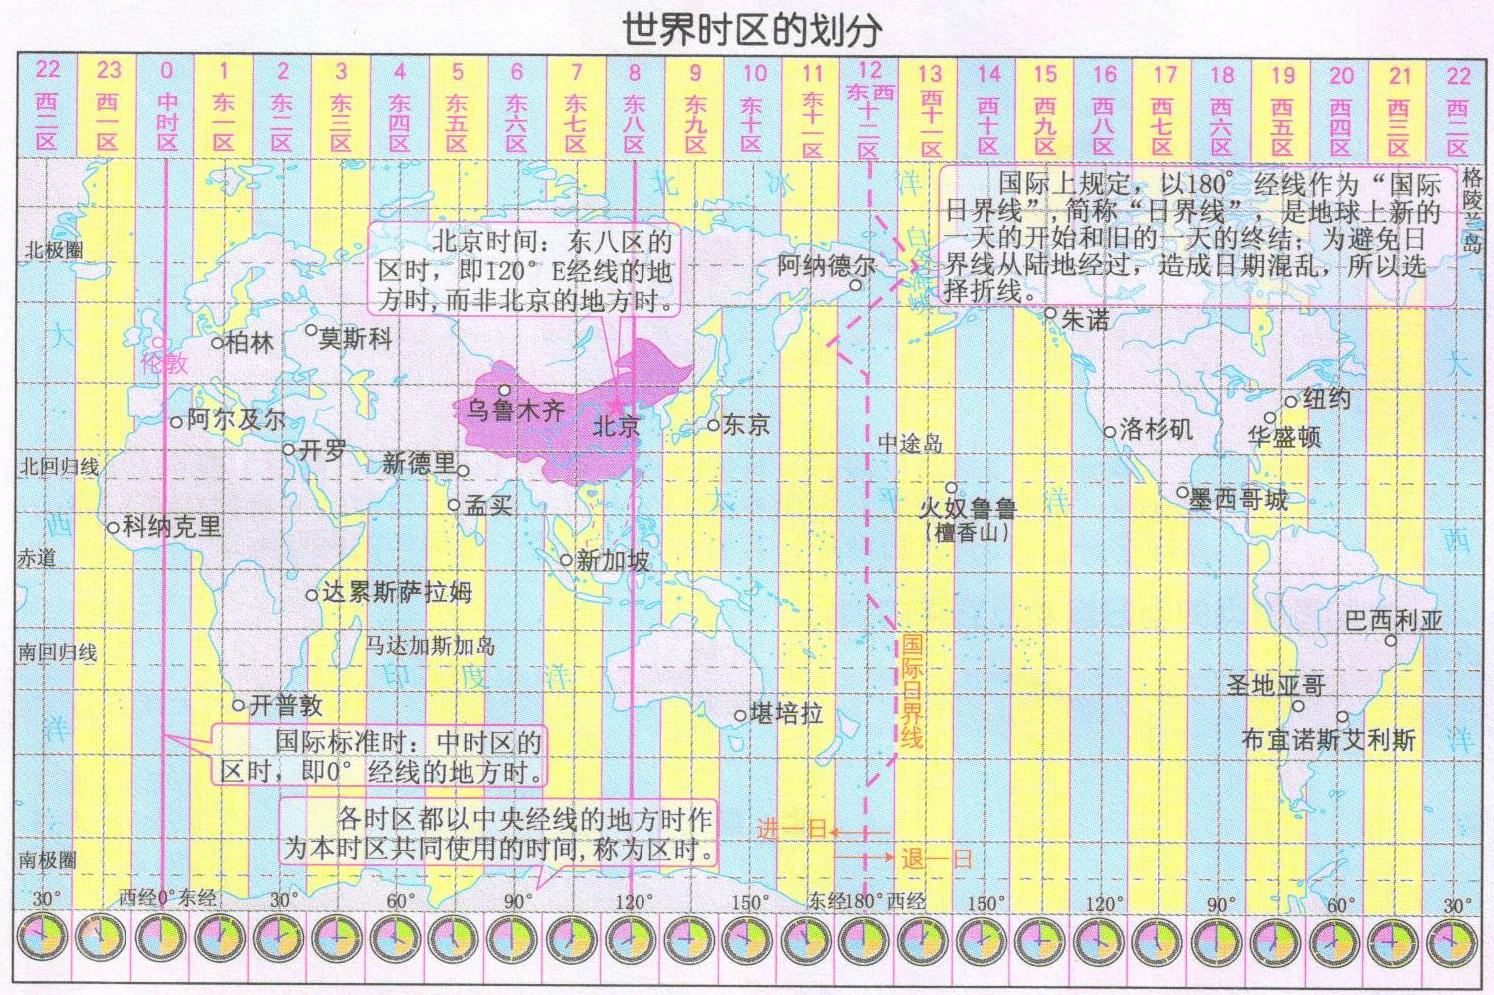 世界时区的划分
22 23 0 1 2 3 4 5 6 7 8 9 10 11 12 13 14 15 16 17 18 19 20 21 22
西二区 西一区 中时区 东一区 东二区 东三区 东四区 东五区 东六区 东七区 东八区 东九区 东十区 东十一区 东西十二区 西十一区 西十区 西九区 西八区 西七区 西六区 西五区 西四区 西三区 西二区
北 冰 洋
国际上规定，以180°经线作为“国际
日界线”，简称“日界线”，是地球上新的
一天的开始和旧的一天的终结；为避免日
界线从陆地经过，造成日期混乱，所以选
择折线。
格陵兰岛
北京时间：东八区的
区时，即120°E经线的地
方时，而非北京的地方时。
北极圈
阿纳德尔
白令海峡
朱诺
柏林
莫斯科
伦敦
大
西
洋
乌鲁木齐
北京
东京
纽约
华盛顿
洛杉矶
阿尔及尔
开罗
新德里
中途岛
北回归线
孟买
太 平 洋
火奴鲁鲁
(檀香山)
墨西哥城
科纳克里
赤道
新加坡
达累斯萨拉姆
马达加斯加岛
印 度 洋
南回归线
国际日界线
巴西利亚
圣地亚哥
布宜诺斯艾利斯
大
西
洋
开普敦
堪培拉
国际标准时：中时区的
区时，即0°经线的地方时。
各时区都以中央经线的地方时作
为本时区共同使用的时间，称为区时。
进一日
退一日
南极圈
30° 西经0°东经 30° 60° 90° 120° 150° 东经180°西经 150° 120° 90° 60° 30°